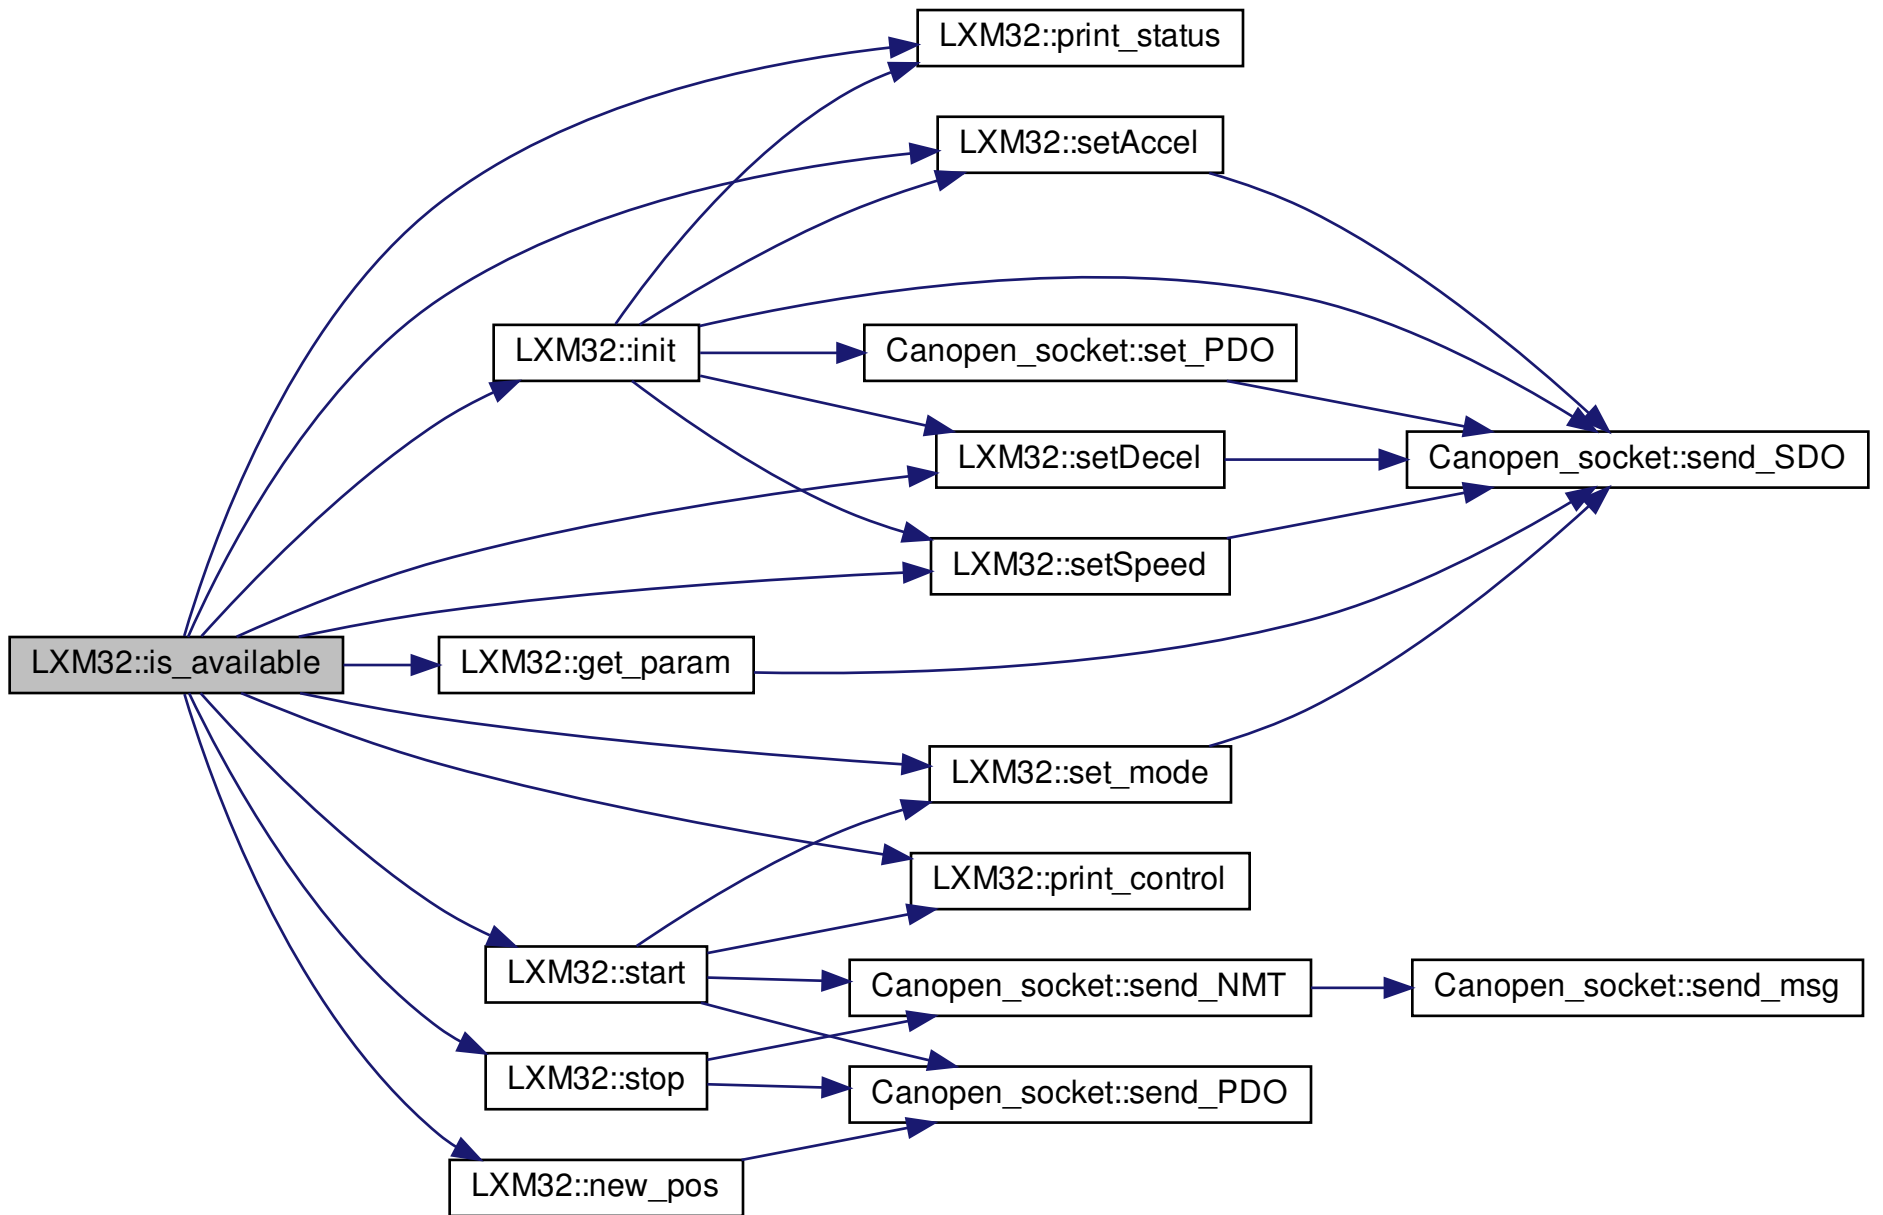 LXM32::print_status
LXM32::setAccel
LXM32::init
Canopen_socket::set_PDO
LXM32::setDecel
Canopen_socket::send_SDO
LXM32::setSpeed
LXM32::is_available
LXM32::get_param
LXM32::set_mode
LXM32::print_control
LXM32::start
Canopen_socket::send_NMT
Canopen_socket::send_msg
LXM32::stop
Canopen_socket::send_PDO
LXM32::new_pos